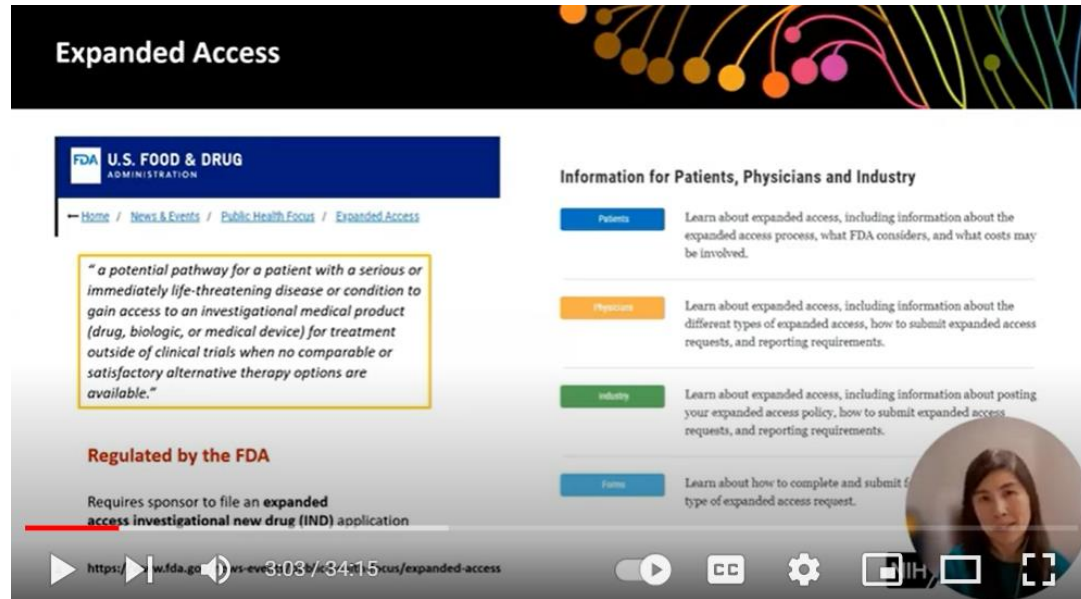 Expanded Access
FDA
U.S. FOOD & DRUG
ADMINISTRATION
←Home / News & Events / Public Health Focus / Expanded Access
" a potential pathway for a patient with a serious or
immediately life-threatening disease or condition to
gain access to an investigational medical product
(drug, biologic, or medical device) for treatment
outside of clinical trials when no comparable or
satisfactory alternative therapy options are
available."
Regulated by the FDA
Requires sponsor to file an expanded
access investigational new drug (IND) application
Information for Patients, Physicians and Industry
Patients
Learn about expanded access, including information about the
expanded access process, what FDA considers, and what costs may
be involved.
Physicians
Learn about expanded access, including information about the
different types of expanded access, how to submit expanded access
requests, and reporting requirements.
Industry
Learn about expanded access, including information about posting
your expanded access policy, how to submit expanded access
requests, and reporting requirements.
Forms
Learn about how to complete and submit
type of expanded access request.
3:03 / 34:15
CC
NIH